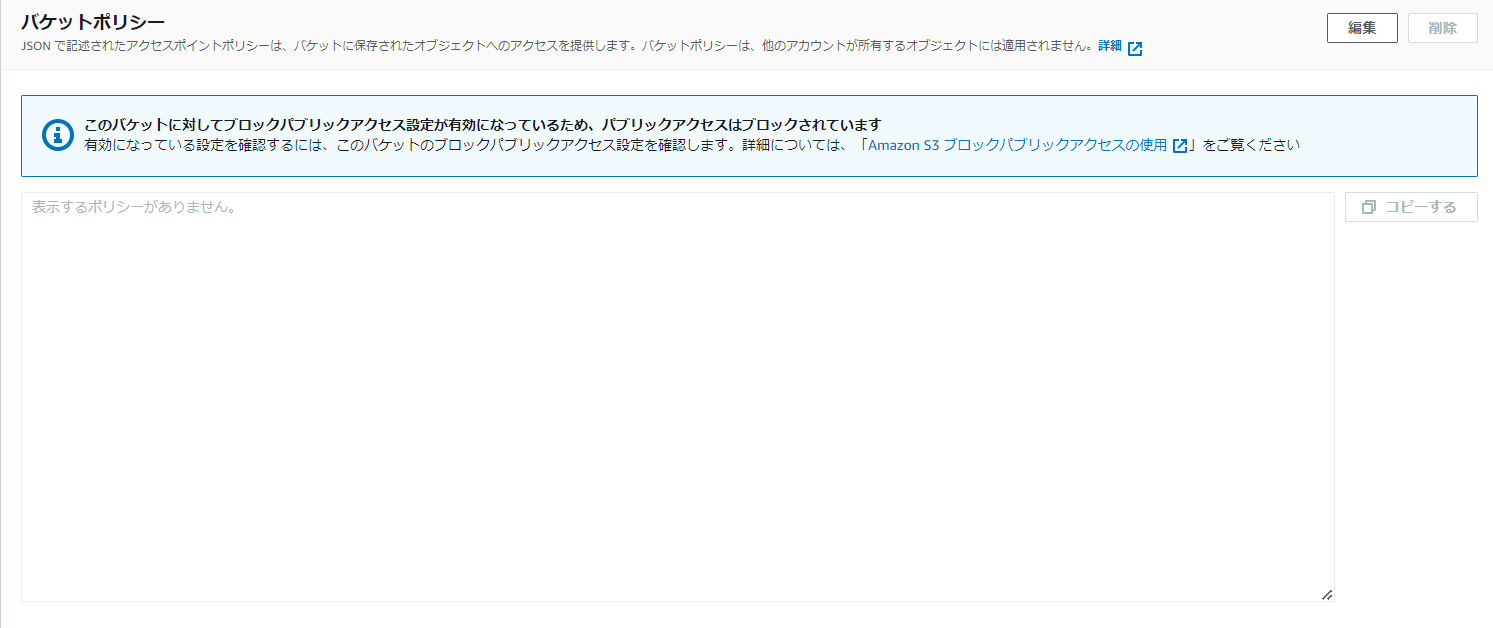 バケットポリシー
編集
削除
JSON で記述されたアクセスポイントポリシーは、バケットに保存されたオブジェクトへのアクセスを提供します。バケットポリシーは、他のアカウントが所有するオブジェクトには適用されません。詳細
このバケットに対してブロックパブリックアクセス設定が有効になっているため、パブリックアクセスはブロックされています
有効になっている設定を確認するには、このバケットのブロックパブリックアクセス設定を確認します。詳細については、「Amazon S3 ブロックパブリックアクセスの使用」をご覧ください
表示するポリシーがありません。
コピーする